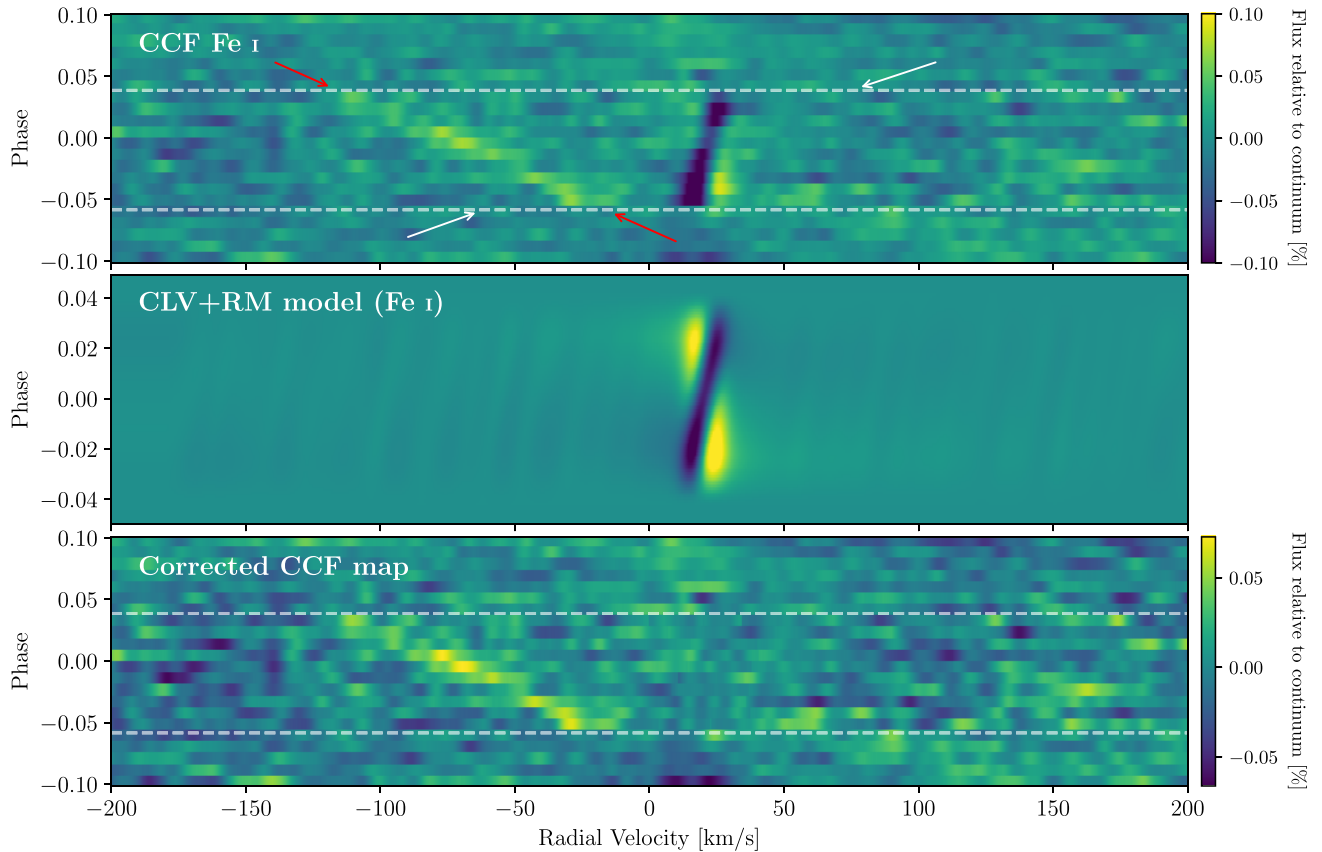 CCF Fe ɪ
Phase
0.10
0.05
0.00
−0.05
−0.10
0.10
0.05
0.00
−0.05
−0.10
Flux relative to continuum [%]
CLV+RM model (Fe ɪ)
Phase
0.04
0.02
0.00
−0.02
−0.04
Corrected CCF map
Phase
0.10
0.05
0.00
−0.05
−0.10
0.05
0.00
−0.05
Flux relative to continuum [%]
−200 −150 −100 −50 0 50 100 150 200
Radial Velocity [km/s]